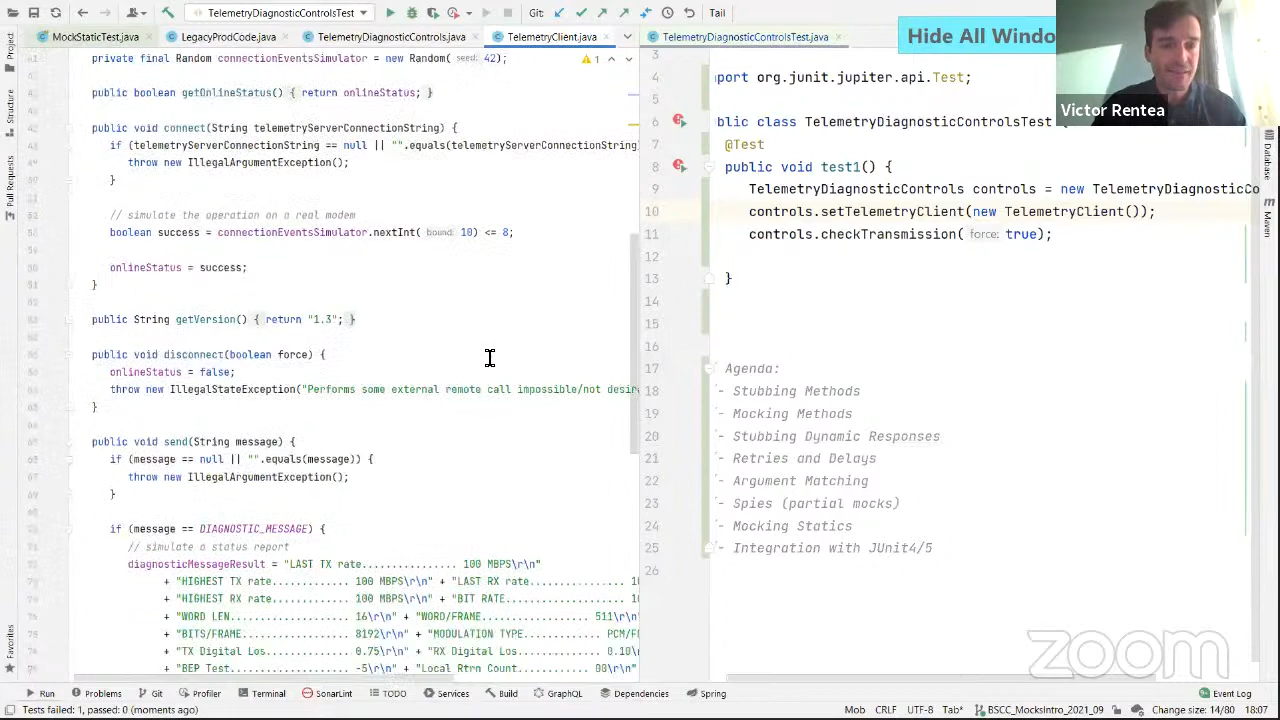 TelemetryDiagnosticControlsTest
Git:
Tail
MockStaticTest.java
LegacyProdCode.java
TelemetryDiagnosticControls.java
TelemetryClient.java
TelemetryDiagnosticControlsTest.java
Hide All Windo
Victor Rentea
Project
Structure
Pull Requests
Favorites
Database
Maven
private final Random connectionEventsSimulator = new Random( seed: 42);
1
public boolean getOnlineStatus() { return onlineStatus; }
public void connect(String telemetryServerConnectionString) {
if (telemetryServerConnectionString == null || "".equals(telemetryServerConnectionString
throw new IllegalArgumentException();
}
// simulate the operation on a real modem
boolean success = connectionEventsSimulator.nextInt( bound: 10) <= 8;
onlineStatus = success;
}
public String getVersion() { return "1.3"; }
public void disconnect(boolean force) {
onlineStatus = false;
throw new IllegalStateException("Performs some external remote call impossible/not desir
}
public void send(String message) {
if (message == null || "".equals(message)) {
throw new IllegalArgumentException();
}
if (message == DIAGNOSTIC_MESSAGE) {
// simulate a status report
diagnosticMessageResult = "LAST TX rate................ 100 MBPS\r\n"
+ "HIGHEST TX rate............. 100 MBPS\r\n" + "LAST RX rate................
+ "HIGHEST RX rate............. 100 MBPS\r\n" + "BIT RATE....................
+ "WORD LEN.................... 16\r\n" + "WORD/FRAME.................. 511\r\n"
+ "BITS/FRAME.................. 8192\r\n" + "MODULATION TYPE............. PCM/F
+ "TX Digital Los.............. 0.75\r\n" + "RX Digital Los.............. 0.10\r
+ "BEP Test.................... -5\r\n" + "Local Rtrn Count............ 00\r\n"
3
4 port org.junit.jupiter.api.Test;
5
6 blic class TelemetryDiagnosticControlsTest {
7 @Test
8 public void test1() {
9 TelemetryDiagnosticControls controls = new TelemetryDiagnosticCo
10 controls.setTelemetryClient(new TelemetryClient());
11 controls.checkTransmission( force: true);
12
13 }
14
15
16
17 Agenda:
18 - Stubbing Methods
19 - Mocking Methods
20 - Stubbing Dynamic Responses
21 - Retries and Delays
22 - Argument Matching
23 - Spies (partial mocks)
24 - Mocking Statics
25 - Integration with JUnit4/5
26
zoom
Run
Problems
Git
Profiler
Terminal
SonarLint
TODO
Services
Build
GraphQL
Dependencies
Spring
Event Log
Tests failed: 1, passed: 0 (moments ago)
Mob
CRLF
UTF-8
Tab*
BSCC_MocksIntro_2021_09
Change size: 14/80
18:07